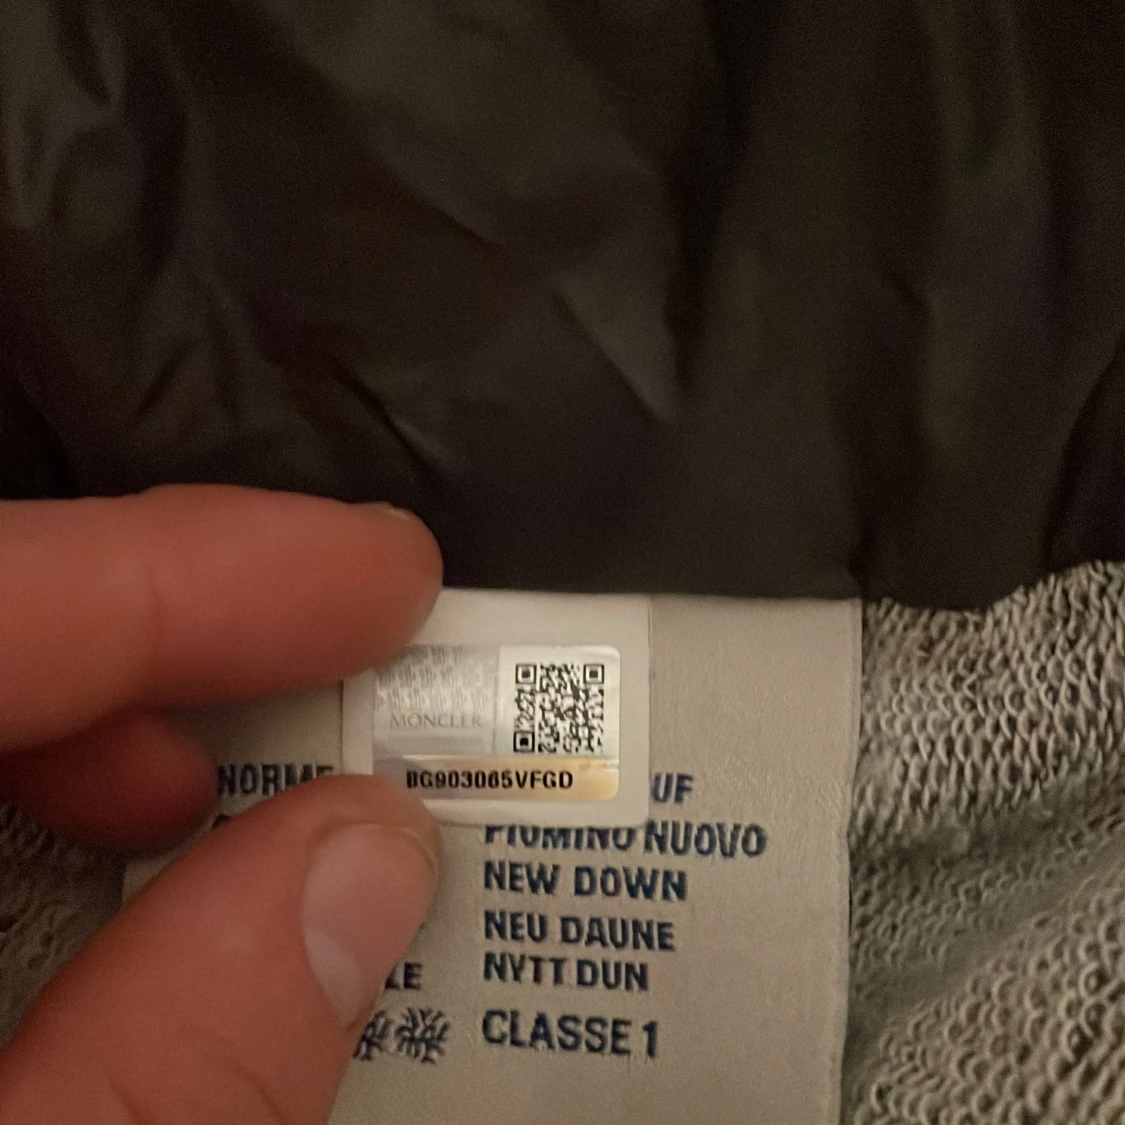 MONCLER
BG903065VFGD
NORME
UF
PIUMINO NUOVO
NEW DOWN
NEU DAUNE
NYTT DUN
CLASSE 1